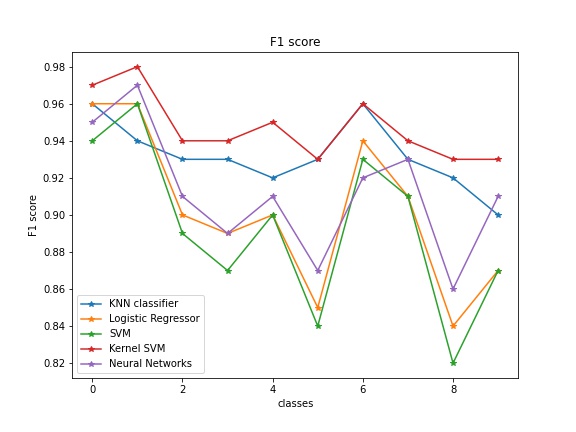 F1 score
0.98
0.96
0.94
0.92
0.90
0.88
0.86
0.84
0.82
F1 score
KNN classifier
Logistic Regressor
SVM
Kernel SVM
Neural Networks
0 2 4 6 8
classes